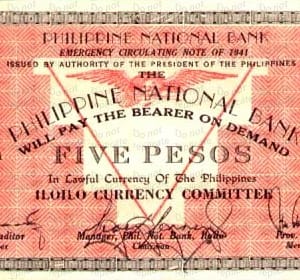 PHILIPPINE NATIONAL BANK
EMERGENCY CIRCULATING NOTE OF 1941
ISSUED BY AUTHORITY OF THE PRESIDENT OF THE PHILIPPINES
THE
PHILIPPINE NATIONAL BANK
WILL PAY THE BEARER ON DEMAND
FIVE PESOS
In Lawful Currency Of The Philippines
ILOILO CURRENCY COMMITTEE
Manager, Phil. Nat. Bank, Iloilo
Chairman